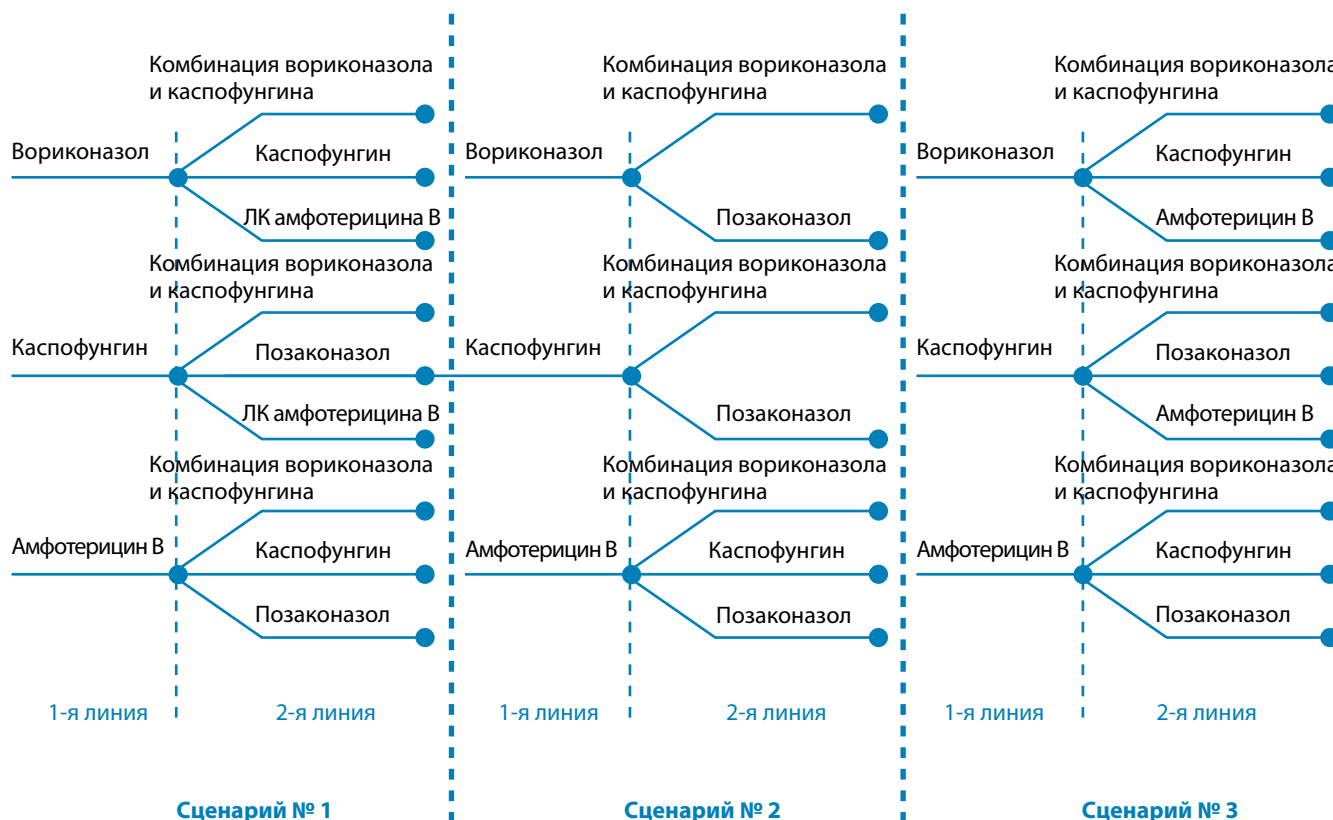 Комбинация вориконазола
и каспофунгина
Вориконазол
Каспофунгин
ЛК амфотерицина В
Комбинация вориконазола
и каспофунгина
Каспофунгин
Позаконазол
ЛК амфотерицина В
Комбинация вориконазола
и каспофунгина
Амфотерицин В
Каспофунгин
Позаконазол
1-я линия
2-я линия
Сценарий № 1
Комбинация вориконазола
и каспофунгина
Вориконазол
Позаконазол
Комбинация вориконазола
и каспофунгина
Каспофунгин
Позаконазол
Комбинация вориконазола
и каспофунгина
Амфотерицин В
Каспофунгин
Позаконазол
1-я линия
2-я линия
Сценарий № 2
Комбинация вориконазола
и каспофунгина
Вориконазол
Каспофунгин
Амфотерицин В
Комбинация вориконазола
и каспофунгина
Каспофунгин
Позаконазол
Амфотерицин В
Комбинация вориконазола
и каспофунгина
Амфотерицин В
Каспофунгин
Позаконазол
1-я линия
2-я линия
Сценарий № 3